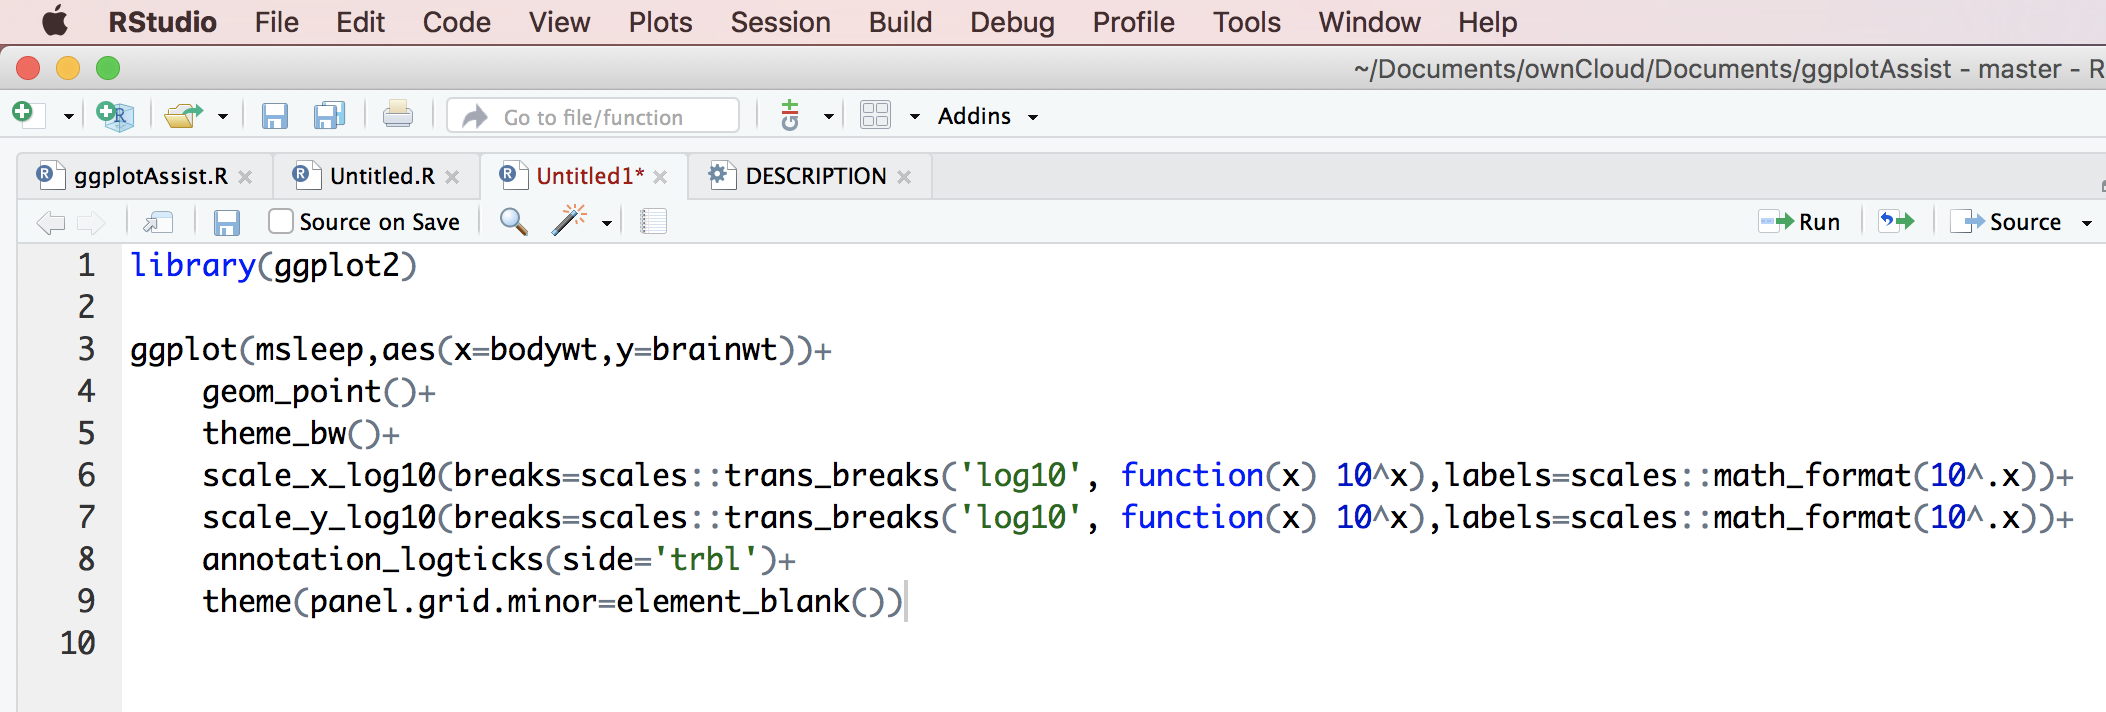 RStudio File Edit Code View Plots Session Build Debug Profile Tools Window Help
~/Documents/ownCloud/Documents/ggplotAssist - master - R
Go to file/function Git Addins
ggplotAssist.R Untitled.R Untitled1* DESCRIPTION
Source on Save Run Source
1 library(ggplot2)
2
3 ggplot(msleep,aes(x=bodywt,y=brainwt))+
4 geom_point()+
5 theme_bw()+
6 scale_x_log10(breaks=scales::trans_breaks('log10', function(x) 10^x),labels=scales::math_format(10^.x))+
7 scale_y_log10(breaks=scales::trans_breaks('log10', function(x) 10^x),labels=scales::math_format(10^.x))+
8 annotation_logticks(side='trbl')+
9 theme(panel.grid.minor=element_blank())
10